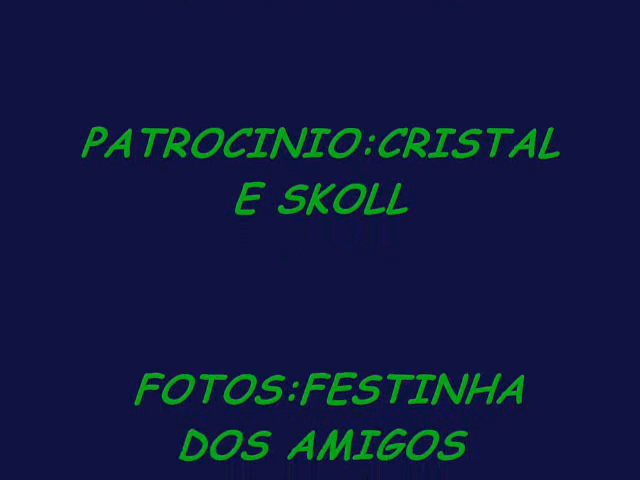 PATROCINIO:CRISTAL
E SKOLL
FOTOS:FESTINHA
DOS AMIGOS